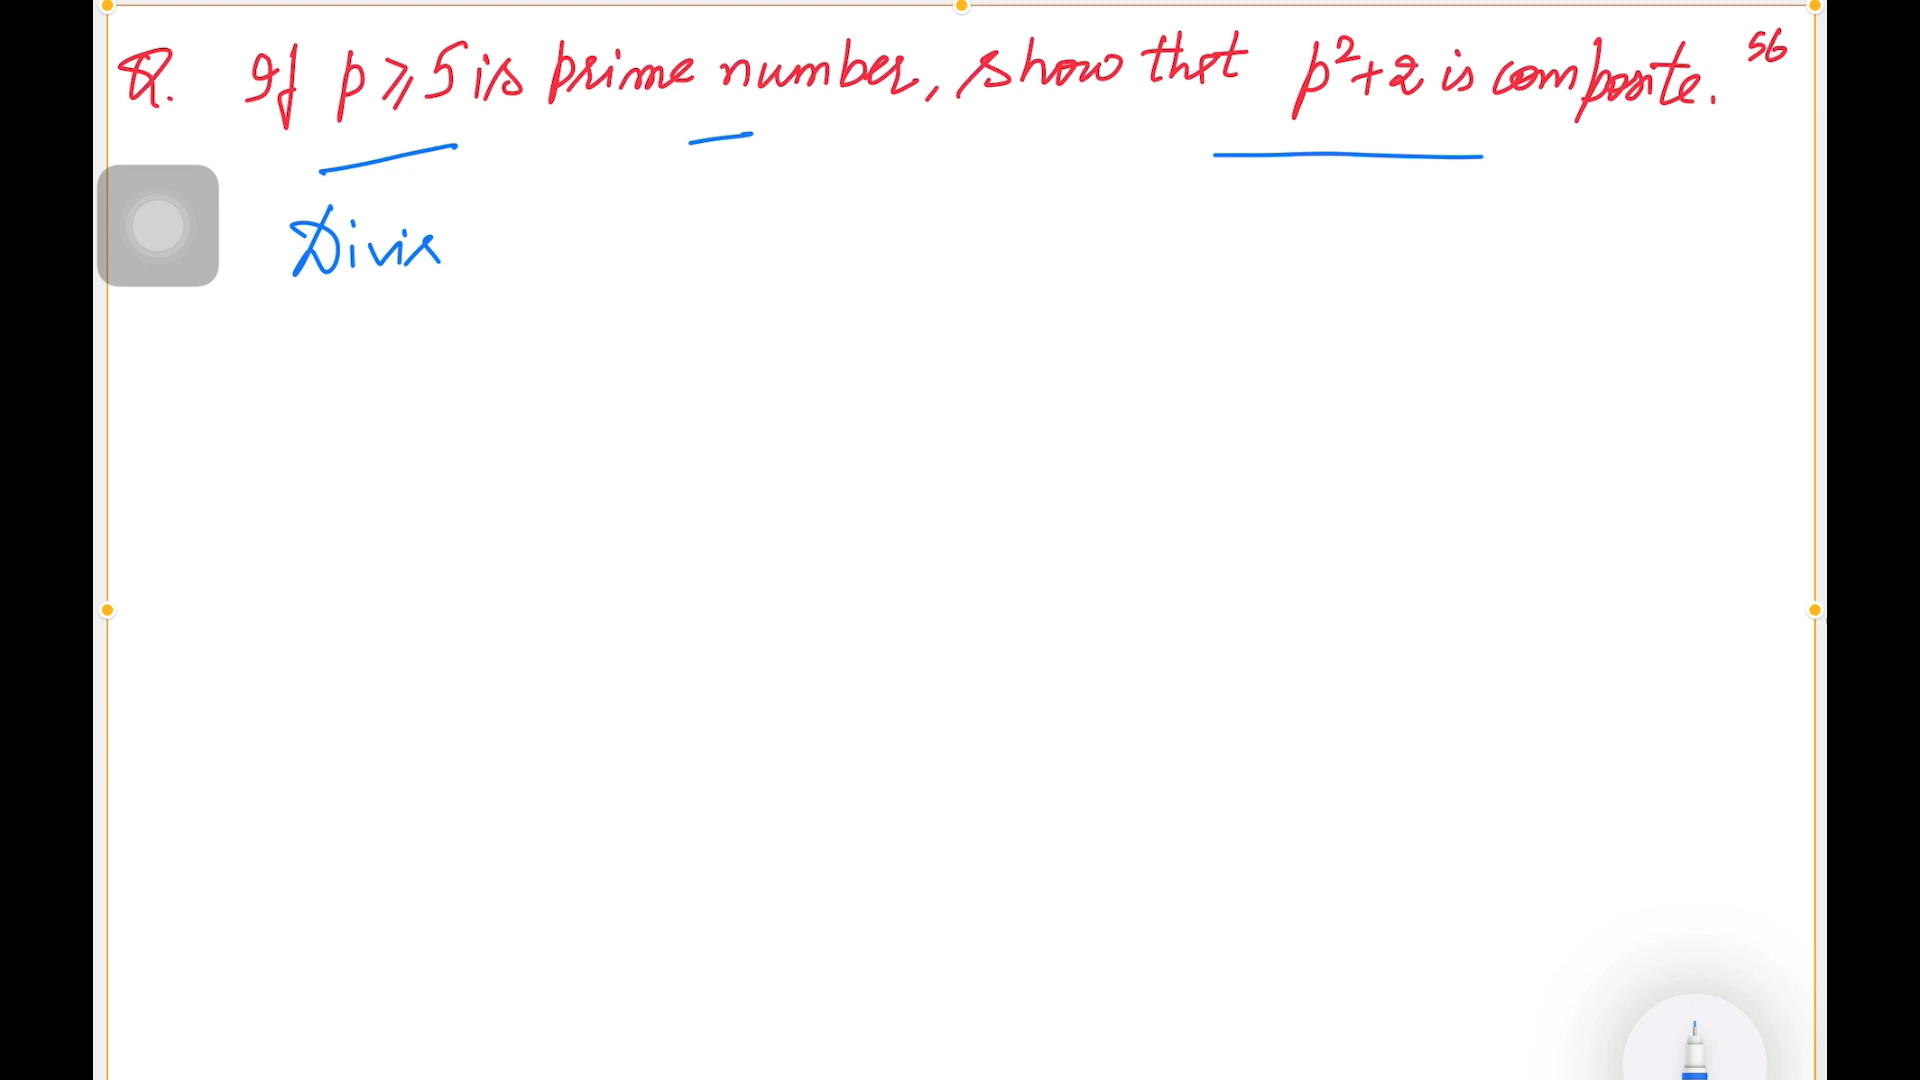 Q. If p ⩾ 5 is prime number, show that p²+2 is composite. 56
Divis